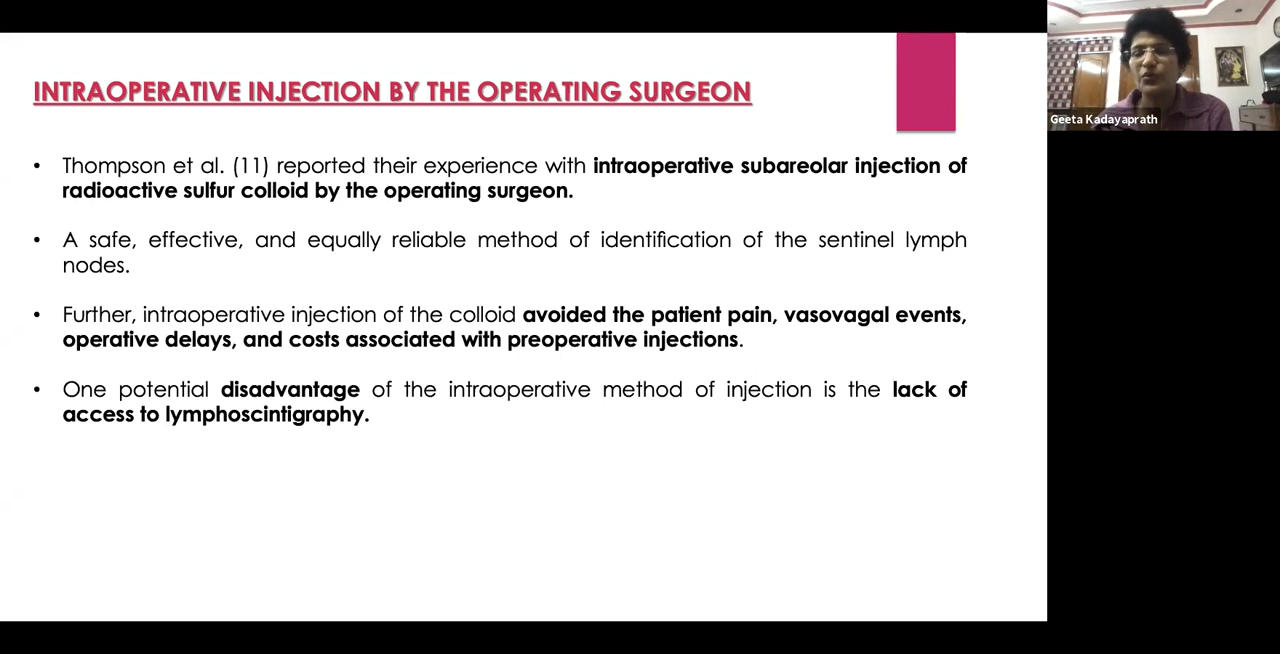 INTRAOPERATIVE INJECTION BY THE OPERATING SURGEON
• Thompson et al. (11) reported their experience with intraoperative subareolar injection of
radioactive sulfur colloid by the operating surgeon.
• A safe, effective, and equally reliable method of identification of the sentinel lymph
nodes.
• Further, intraoperative injection of the colloid avoided the patient pain, vasovagal events,
operative delays, and costs associated with preoperative injections.
• One potential disadvantage of the intraoperative method of injection is the lack of
access to lymphoscintigraphy.
Geeta Kadayaprath